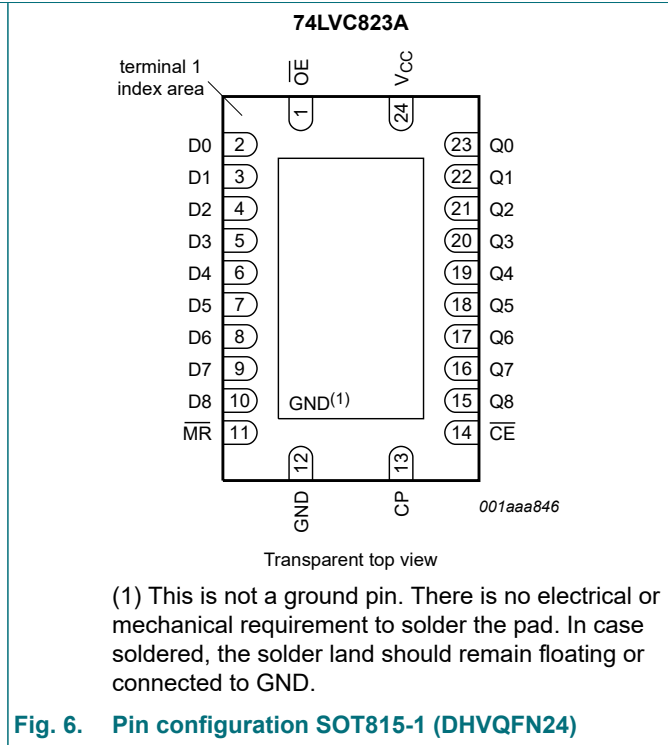 74LVC823A
terminal 1
index area
O̅E̅
VCC
1
24
D0 2
23 Q0
D1 3
22 Q1
D2 4
21 Q2
D3 5
20 Q3
D4 6
19 Q4
D5 7
18 Q5
D6 8
17 Q6
D7 9
16 Q7
D8 10
GND(1)
15 Q8
M̅R̅ 11
14 C̅E̅
12
13
GND
CP
001aaa846
Transparent top view
(1) This is not a ground pin. There is no electrical or
mechanical requirement to solder the pad. In case
soldered, the solder land should remain floating or
connected to GND.
Fig. 6. Pin configuration SOT815-1 (DHVQFN24)